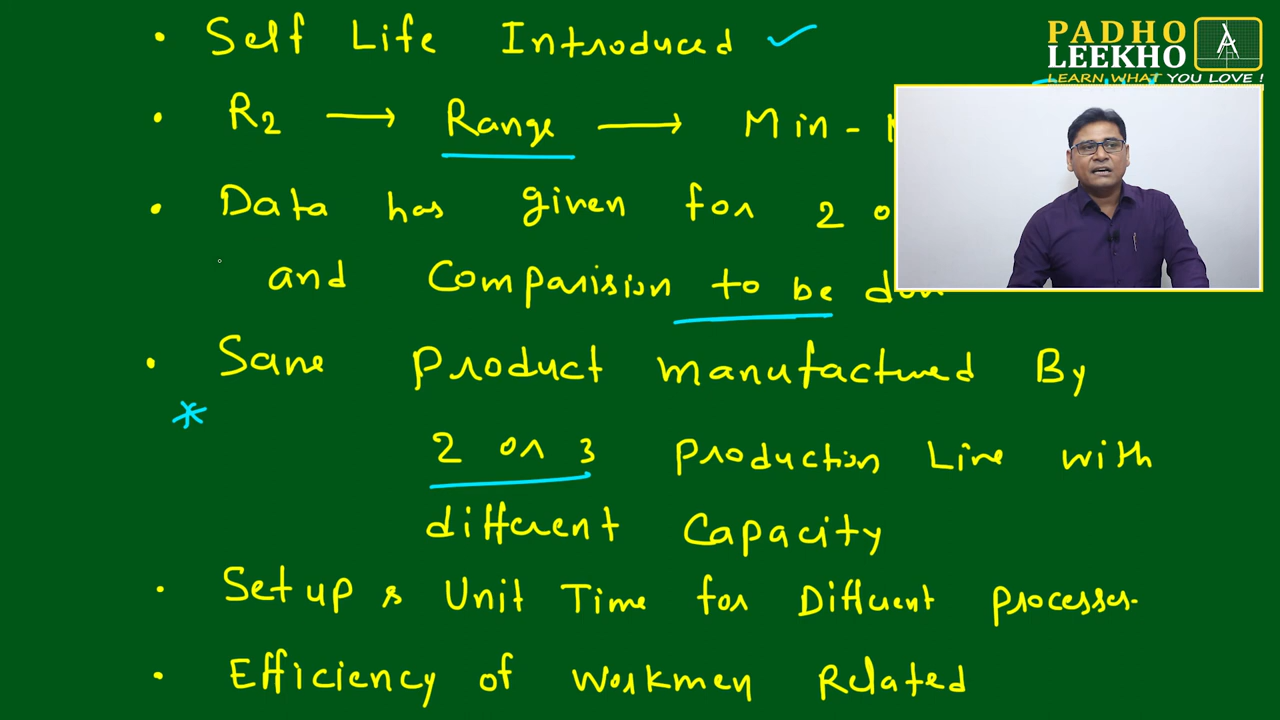 • Self Life Introduced ✓
PADHO
LEEKHO
LEARN WHAT YOU LOVE !
• R2 → Range → Min -
• Data has given for 2
and Comparision to be
• Same Product manufactured By
*
2 or 3 Production Line with
different Capacity
• Setup & Unit Time for Different processes.
• Efficiency of Workmen Related